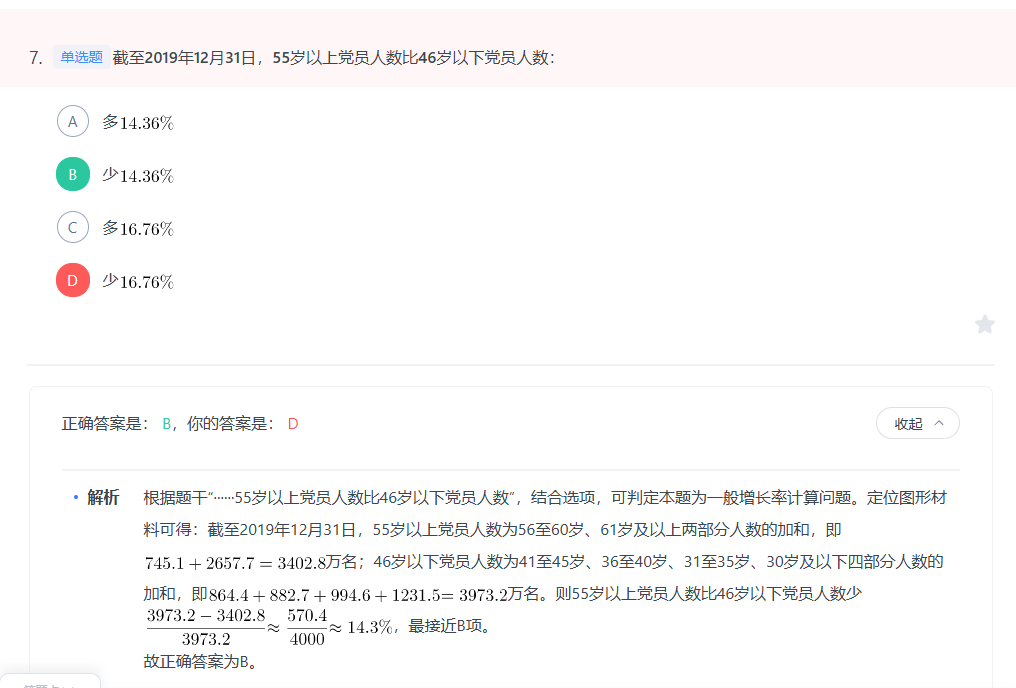 7. 单选题 截至2019年12月31日，55岁以上党员人数比46岁以下党员人数：
A 多14.36%
B 少14.36%
C 多16.76%
D 少16.76%
正确答案是： B，你的答案是： D
收起
解析 根据题干“······55岁以上党员人数比46岁以下党员人数”，结合选项，可判定本题为一般增长率计算问题。定位图形材
料可得：截至2019年12月31日，55岁以上党员人数为56至60岁、61岁及以上两部分人数的加和，即
745.1 + 2657.7 = 3402.8万名；46岁以下党员人数为41至45岁、36至40岁、31至35岁、30岁及以下四部分人数的
加和，即864.4 + 882.7 + 994.6 + 1231.5= 3973.2万名。则55岁以上党员人数比46岁以下党员人数少
3973.2 − 3402.8 / 3973.2 ≈ 570.4 / 4000 ≈ 14.3%，最接近B项。
故正确答案为B。